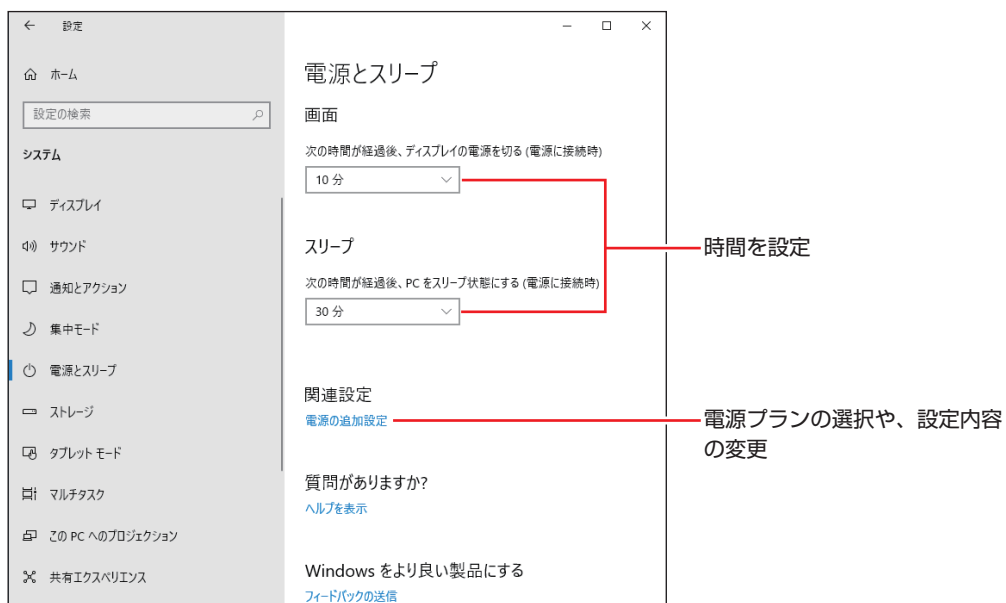 設定
ホーム
設定の検索
システム
ディスプレイ
サウンド
通知とアクション
集中モード
電源とスリープ
ストレージ
タブレット モード
マルチタスク
この PC へのプロジェクション
共有エクスペリエンス
電源とスリープ
画面
次の時間が経過後、ディスプレイの電源を切る (電源に接続時)
10 分
スリープ
次の時間が経過後、PC をスリープ状態にする (電源に接続時)
30 分
関連設定
電源の追加設定
質問がありますか?
ヘルプを表示
Windows をより良い製品にする
フィードバックの送信
時間を設定
電源プランの選択や、設定内容
の変更